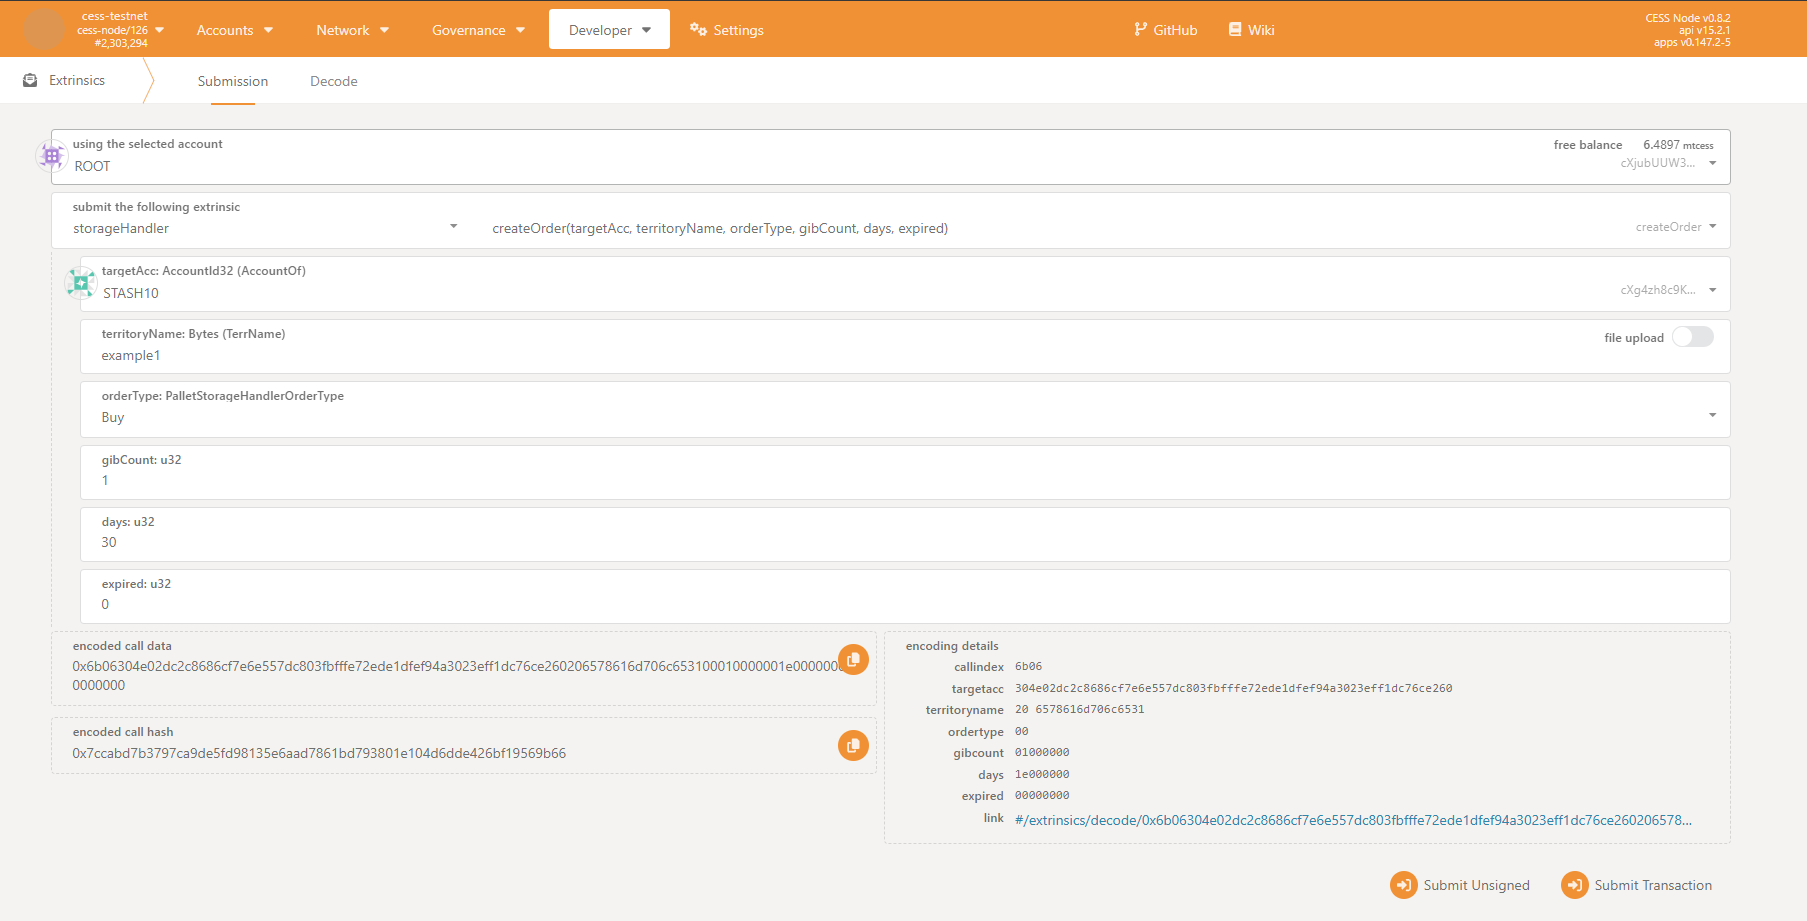 cess-testnet
cess-node/126
#2,303,294
Accounts
Network
Governance
Developer
Settings
GitHub
Wiki
CESS Node v0.8.2
api v15.2.1
apps v0.147.2-5
Extrinsics
Submission
Decode
using the selected account
ROOT
free balance 6.4897 mtcess
cXjubUUW3...
submit the following extrinsic
storageHandler
createOrder(targetAcc, territoryName, orderType, gibCount, days, expired)
createOrder
targetAcc: AccountId32 (AccountOf)
STASH10
cXg4zh8c9K...
territoryName: Bytes (TerrName)
example1
file upload
orderType: PalletStorageHandlerOrderType
Buy
gibCount: u32
1
days: u32
30
expired: u32
0
encoded call data
0x6b06304e02dc2c8686cf7e6e557dc803fbfffe72ede1dfef94a3023eff1dc76ce260206578616d706c653100010000001e0000000
0000000
encoded call hash
0x7ccabd7b3797ca9de5fd98135e6aad7861bd793801e104d6dde426bf19569b66
encoding details
callindex 6b06
targetacc 304e02dc2c8686cf7e6e557dc803fbfffe72ede1dfef94a3023eff1dc76ce260
territoryname 20 6578616d706c6531
ordertype 00
gibcount 01000000
days 1e000000
expired 00000000
link #/extrinsics/decode/0x6b06304e02dc2c8686cf7e6e557dc803fbfffe72ede1dfef94a3023eff1dc76ce260206578...
Submit Unsigned
Submit Transaction